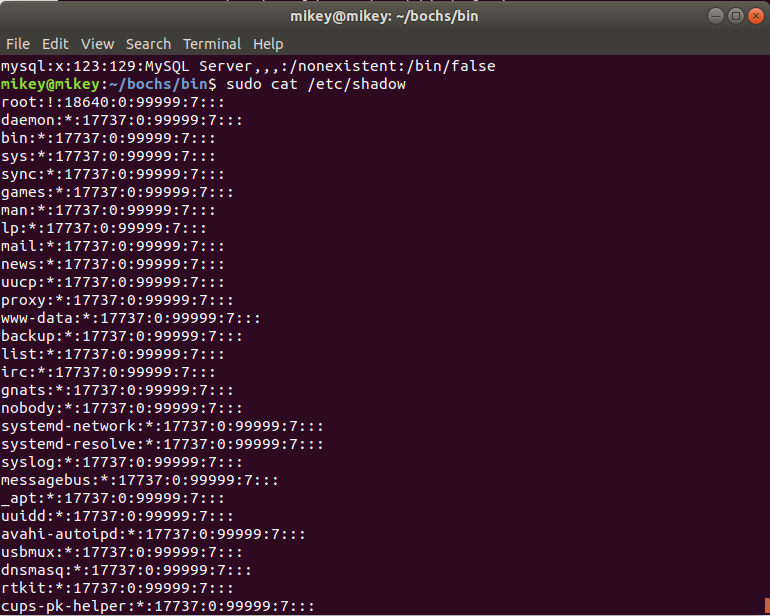 mikey@mikey: ~/bochs/bin
File Edit View Search Terminal Help
mysql:x:123:129:MySQL Server,,,:/nonexistent:/bin/false
mikey@mikey:~/bochs/bin$ sudo cat /etc/shadow
root:!:18640:0:99999:7:::
daemon:*:17737:0:99999:7:::
bin:*:17737:0:99999:7:::
sys:*:17737:0:99999:7:::
sync:*:17737:0:99999:7:::
games:*:17737:0:99999:7:::
man:*:17737:0:99999:7:::
lp:*:17737:0:99999:7:::
mail:*:17737:0:99999:7:::
news:*:17737:0:99999:7:::
uucp:*:17737:0:99999:7:::
proxy:*:17737:0:99999:7:::
www-data:*:17737:0:99999:7:::
backup:*:17737:0:99999:7:::
list:*:17737:0:99999:7:::
irc:*:17737:0:99999:7:::
gnats:*:17737:0:99999:7:::
nobody:*:17737:0:99999:7:::
systemd-network:*:17737:0:99999:7:::
systemd-resolve:*:17737:0:99999:7:::
syslog:*:17737:0:99999:7:::
messagebus:*:17737:0:99999:7:::
_apt:*:17737:0:99999:7:::
uuidd:*:17737:0:99999:7:::
avahi-autoipd:*:17737:0:99999:7:::
usbmux:*:17737:0:99999:7:::
dnsmasq:*:17737:0:99999:7:::
rtkit:*:17737:0:99999:7:::
cups-pk-helper:*:17737:0:99999:7:::